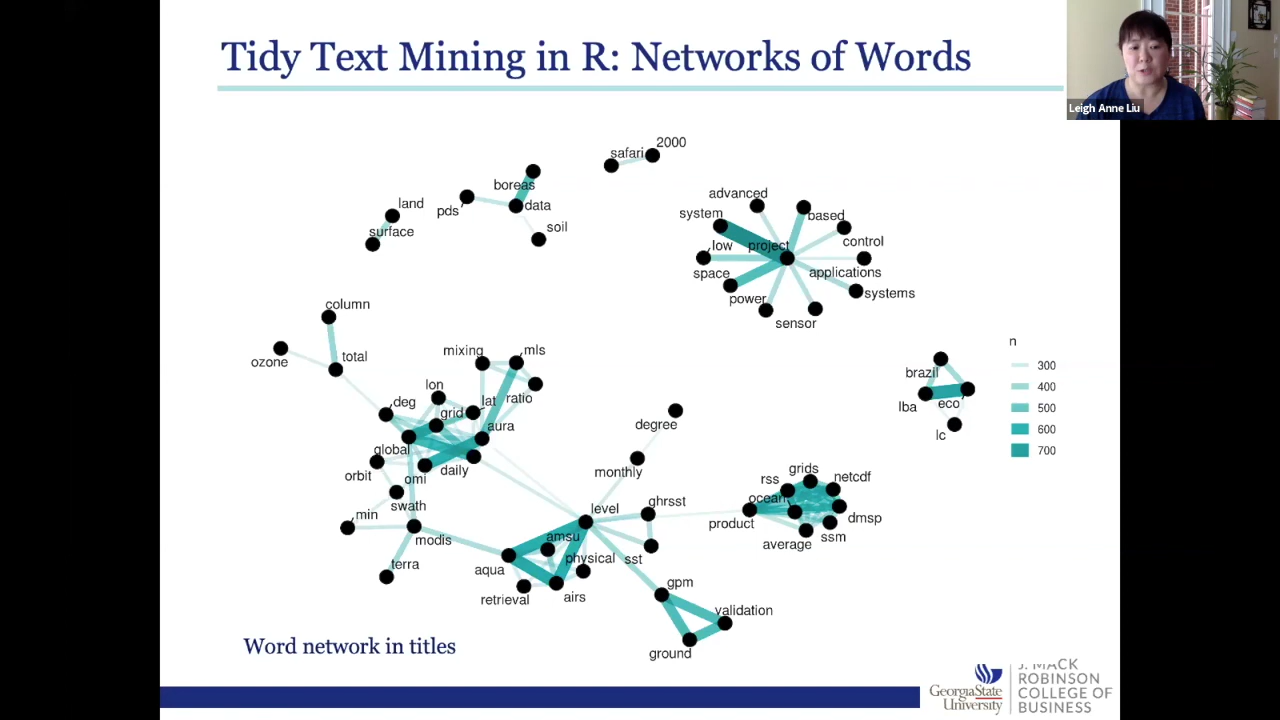 Tidy Text Mining in R: Networks of Words
Leigh Anne Liu
safari
2000
boreas
pds
data
soil
land
surface
advanced
system
based
low
project
control
space
applications
power
systems
sensor
column
ozone
total
mixing
mls
lon
deg
grid
lat
ratio
aura
global
orbit
omi
daily
swath
min
modis
terra
degree
monthly
level
ghrsst
amsu
physical
sst
aqua
retrieval
airs
gpm
validation
ground
rss
grids
netcdf
ocean
product
dmsp
ssm
average
brazil
lba
eco
lc
n
300
400
500
600
700
Word network in titles
GeorgiaState
University
J. MACK
ROBINSON
COLLEGE OF
BUSINESS